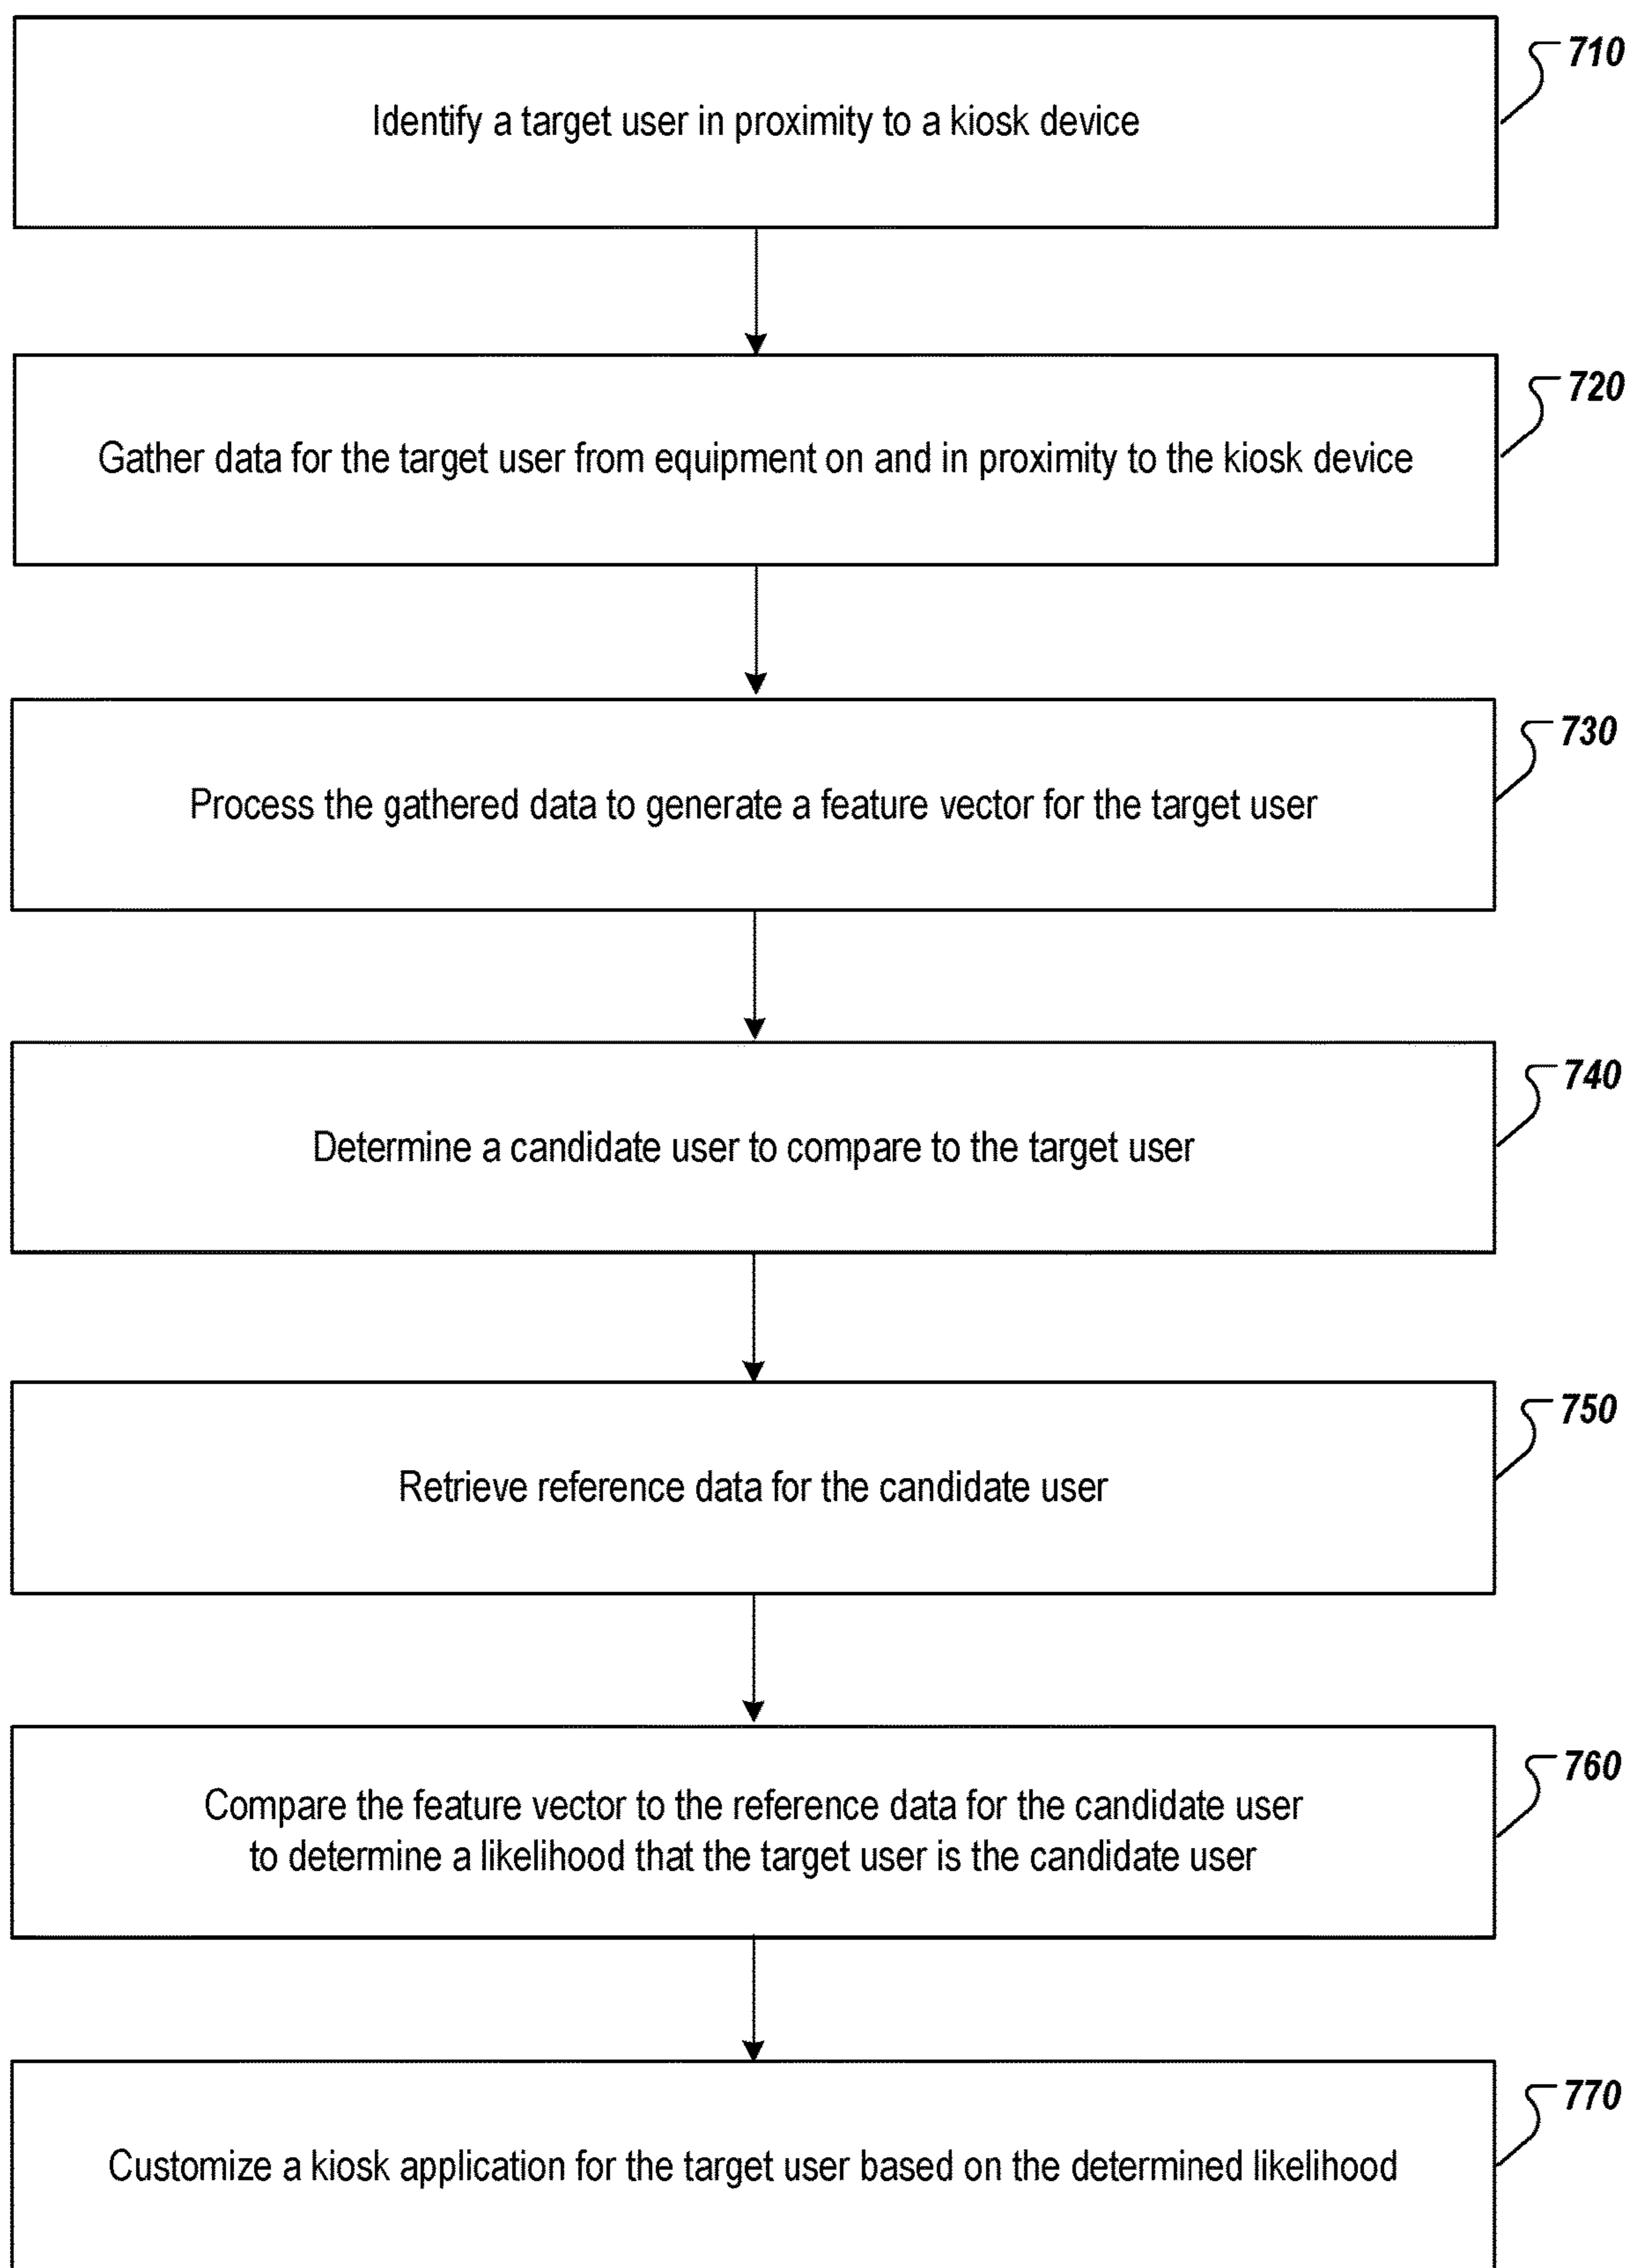 710
Identify a target user in proximity to a kiosk device
720
Gather data for the target user from equipment on and in proximity to the kiosk device
730
Process the gathered data to generate a feature vector for the target user
740
Determine a candidate user to compare to the target user
750
Retrieve reference data for the candidate user
760
Compare the feature vector to the reference data for the candidate user
to determine a likelihood that the target user is the candidate user
770
Customize a kiosk application for the target user based on the determined likelihood